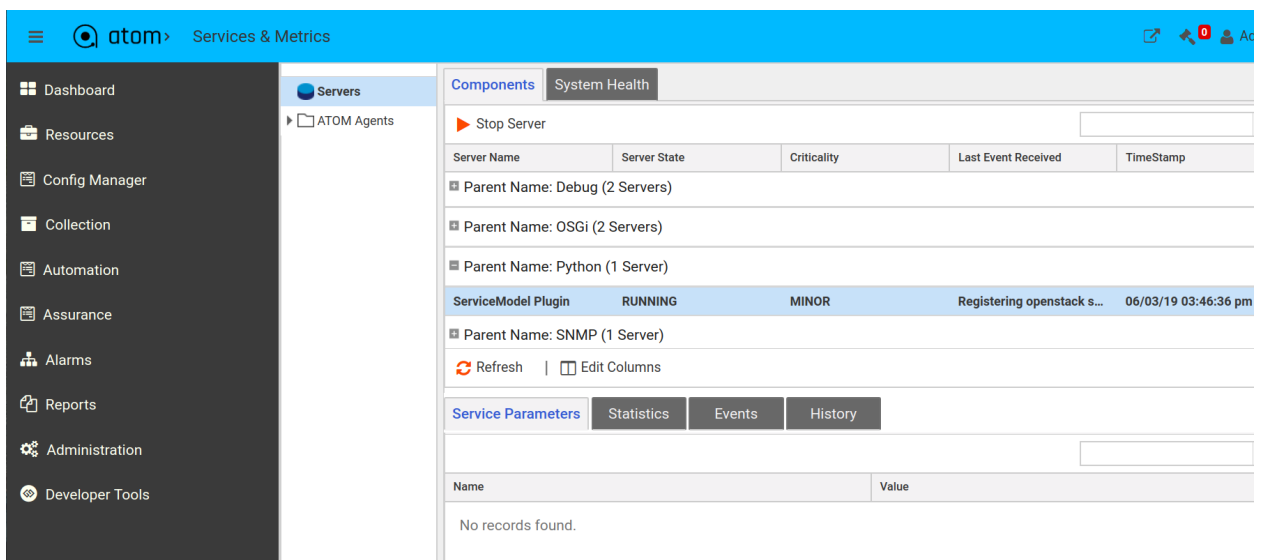 atom Services & Metrics 0
Dashboard
Resources
Config Manager
Collection
Automation
Assurance
Alarms
Reports
Administration
Developer Tools
Servers
ATOM Agents
Components System Health
Stop Server
Server Name Server State Criticality Last Event Received TimeStamp
Parent Name: Debug (2 Servers)
Parent Name: OSGi (2 Servers)
Parent Name: Python (1 Server)
ServiceModel Plugin RUNNING MINOR Registering openstack s... 06/03/19 03:46:36 pm
Parent Name: SNMP (1 Server)
Refresh | Edit Columns
Service Parameters Statistics Events History
Name Value
No records found.